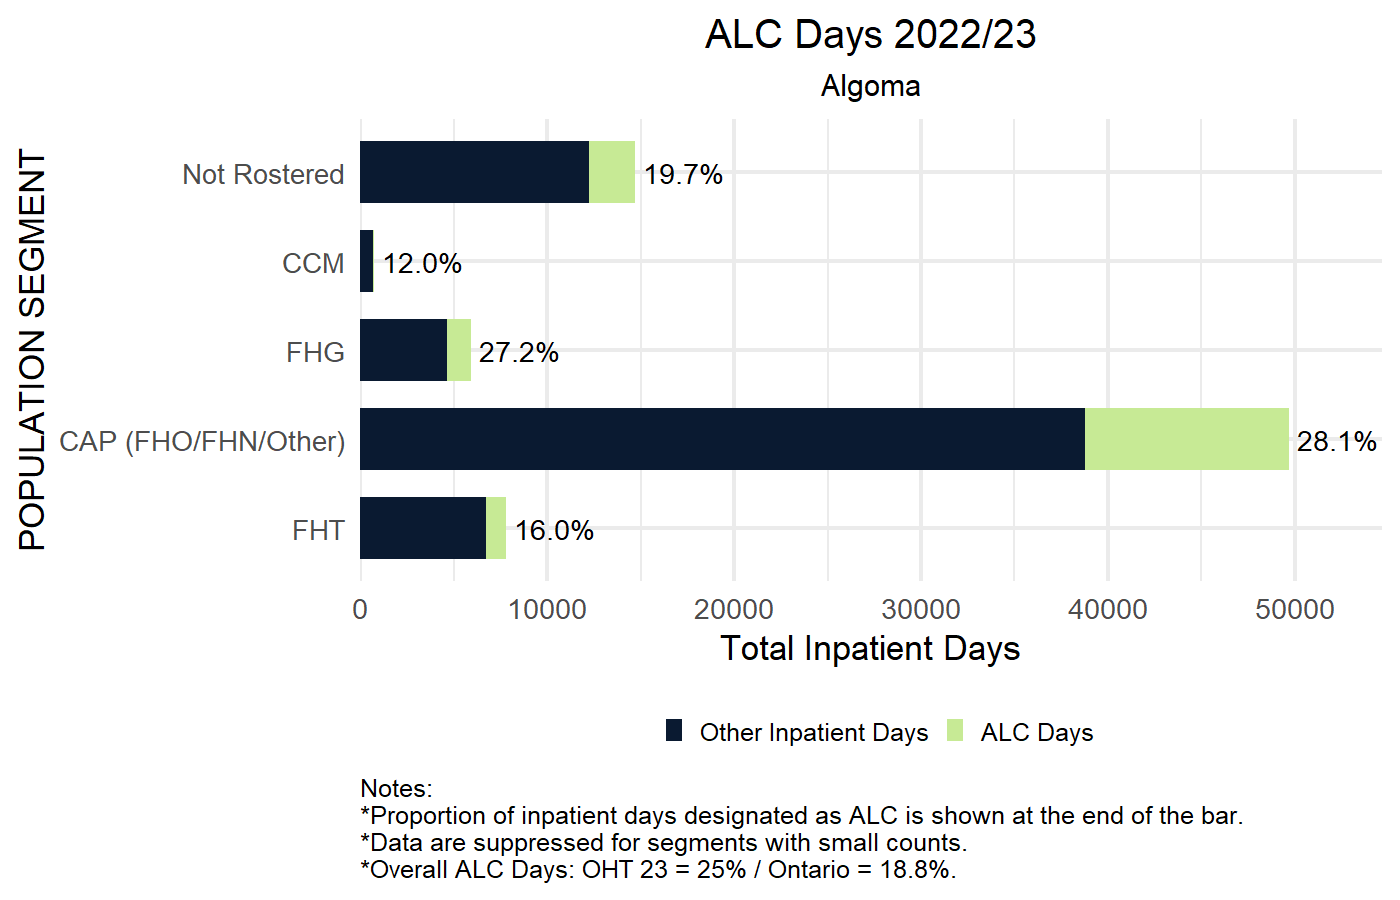 ALC Days 2022/23
Algoma
POPULATION SEGMENT
Not Rostered
19.7%
CCM
12.0%
FHG
27.2%
CAP (FHO/FHN/Other)
28.1%
FHT
16.0%
0 10000 20000 30000 40000 50000
Total Inpatient Days
Other Inpatient Days ALC Days
Notes:
*Proportion of inpatient days designated as ALC is shown at the end of the bar.
*Data are suppressed for segments with small counts.
*Overall ALC Days: OHT 23 = 25% / Ontario = 18.8%.